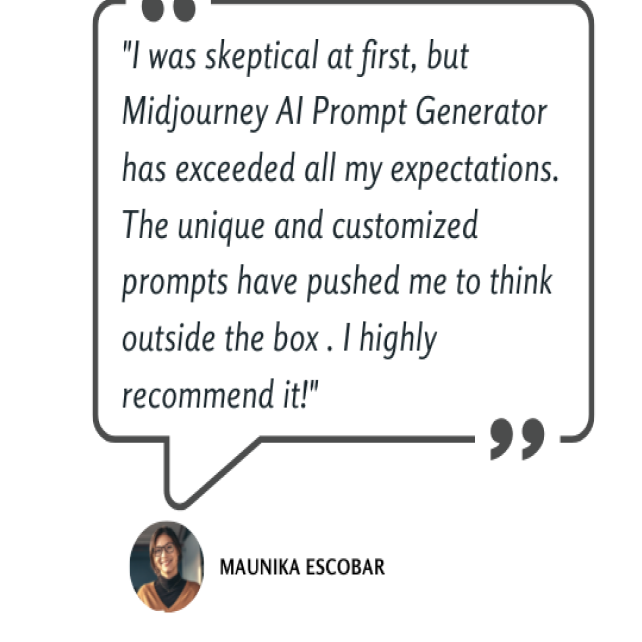 "I was skeptical at first, but
Midjourney AI Prompt Generator
has exceeded all my expectations.
The unique and customized
prompts have pushed me to think
outside the box . I highly
recommend it!"
MAUNIKA ESCOBAR